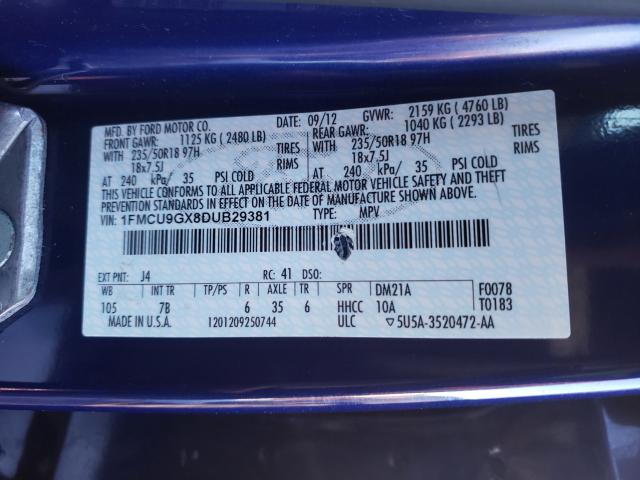 MFD. BY FORD MOTOR CO. DATE: 09/12 GVWR: 2159 KG ( 4760 LB)
FRONT GAWR: 1125 KG ( 2480 LB) REAR GAWR: 1040 KG ( 2293 LB)
WITH 235/50R18 97H TIRES WITH 235/50R18 97H TIRES
18x7.5J RIMS 18x7.5J RIMS
AT 240 kPa/ 35 PSI COLD AT 240 kPa/ 35 PSI COLD
THIS VEHICLE CONFORMS TO ALL APPLICABLE FEDERAL MOTOR VEHICLE SAFETY AND THEFT
PREVENTION STANDARDS IN EFFECT ON THE DATE OF MANUFACTURE SHOWN ABOVE.
VIN: 1FMCU9GX8DUB29381 TYPE: MPV
EXT PNT: J4 RC: 41 DSO:
WB INT TR TP/PS R AXLE TR SPR DM21A F0078
105 7B 6 35 6 HHCC 10A T0183
MADE IN U.S.A. 1201209250744 ULC 5U5A-3520472-AA